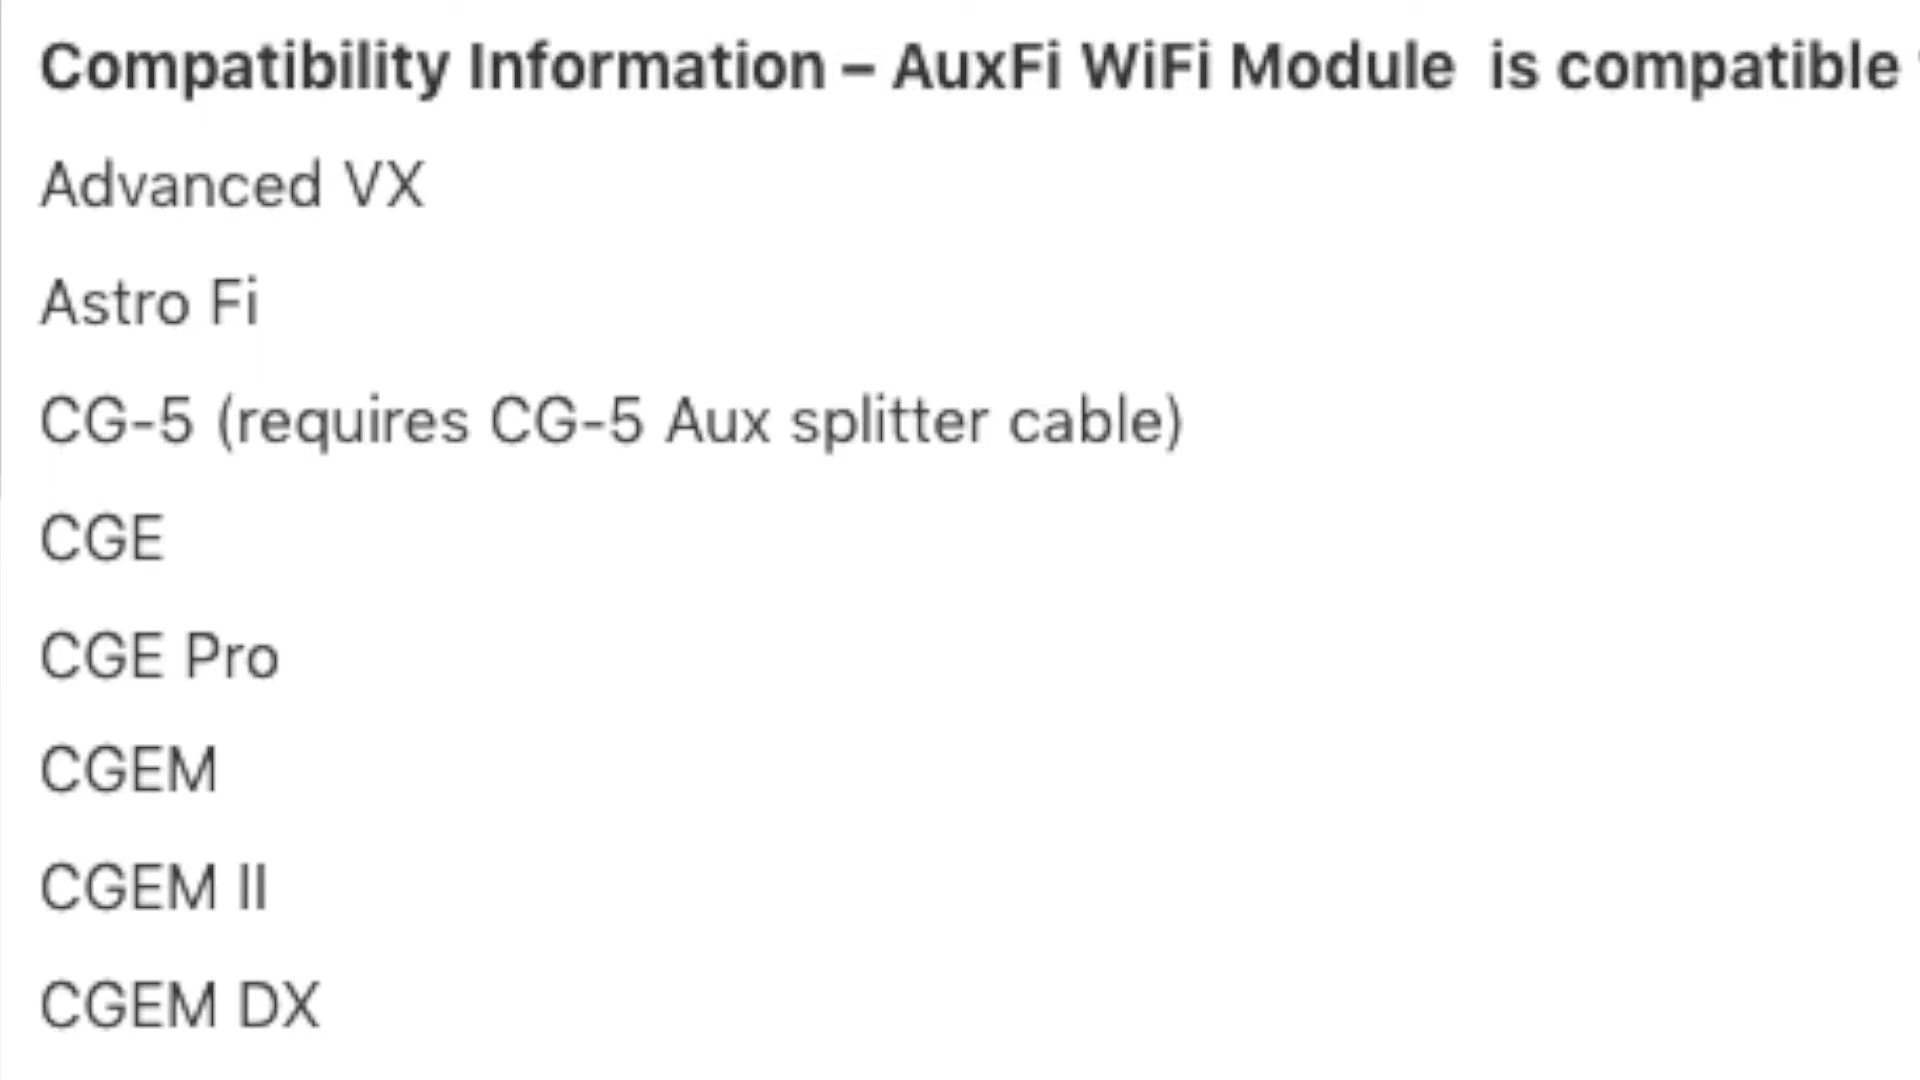 Compatibility Information – AuxFi WiFi Module is compatible
Advanced VX
Astro Fi
CG-5 (requires CG-5 Aux splitter cable)
CGE
CGE Pro
CGEM
CGEM II
CGEM DX